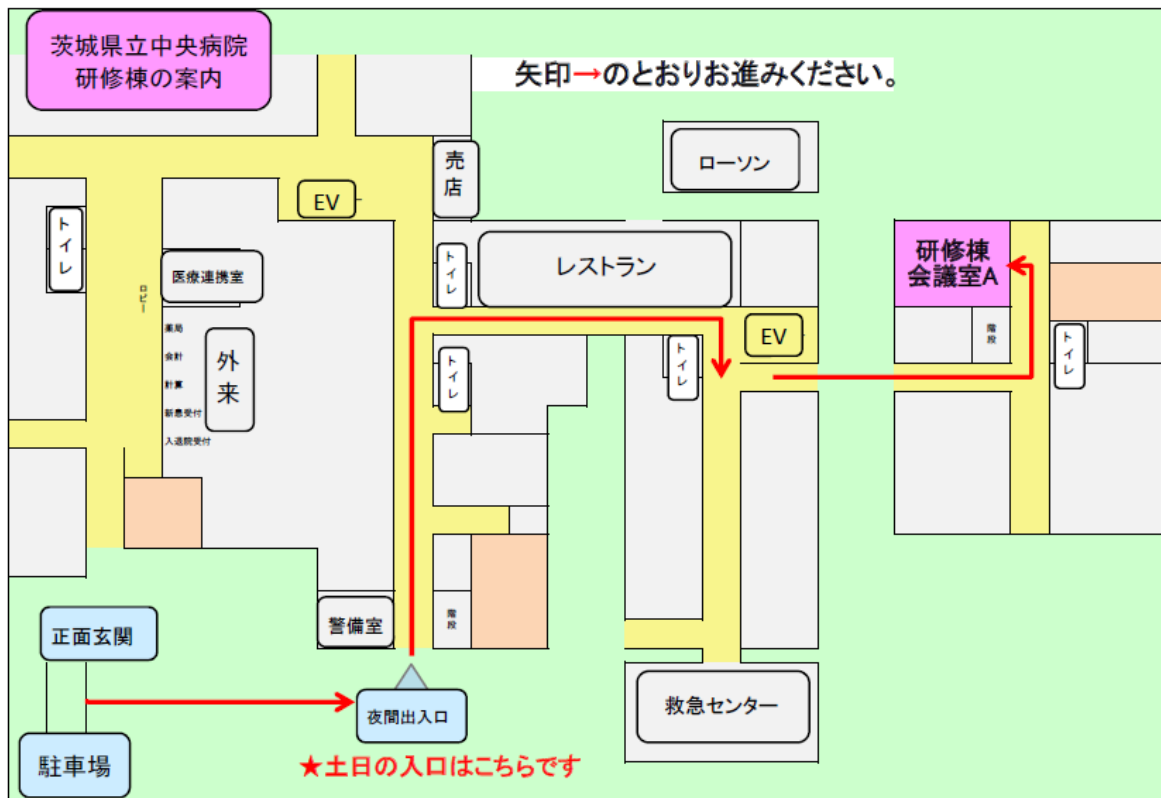 茨城県立中央病院
研修棟の案内
矢印→のとおりお進みください。
売店
ローソン
EV
トイレ
医療連携室
ロビー
トイレ
レストラン
研修棟
会議室A
薬局
会計
計算
新患受付
入退院受付
外来
トイレ
トイレ
EV
階段
トイレ
警備室
階段
正面玄関
夜間出入口
救急センター
駐車場
★土日の入口はこちらです